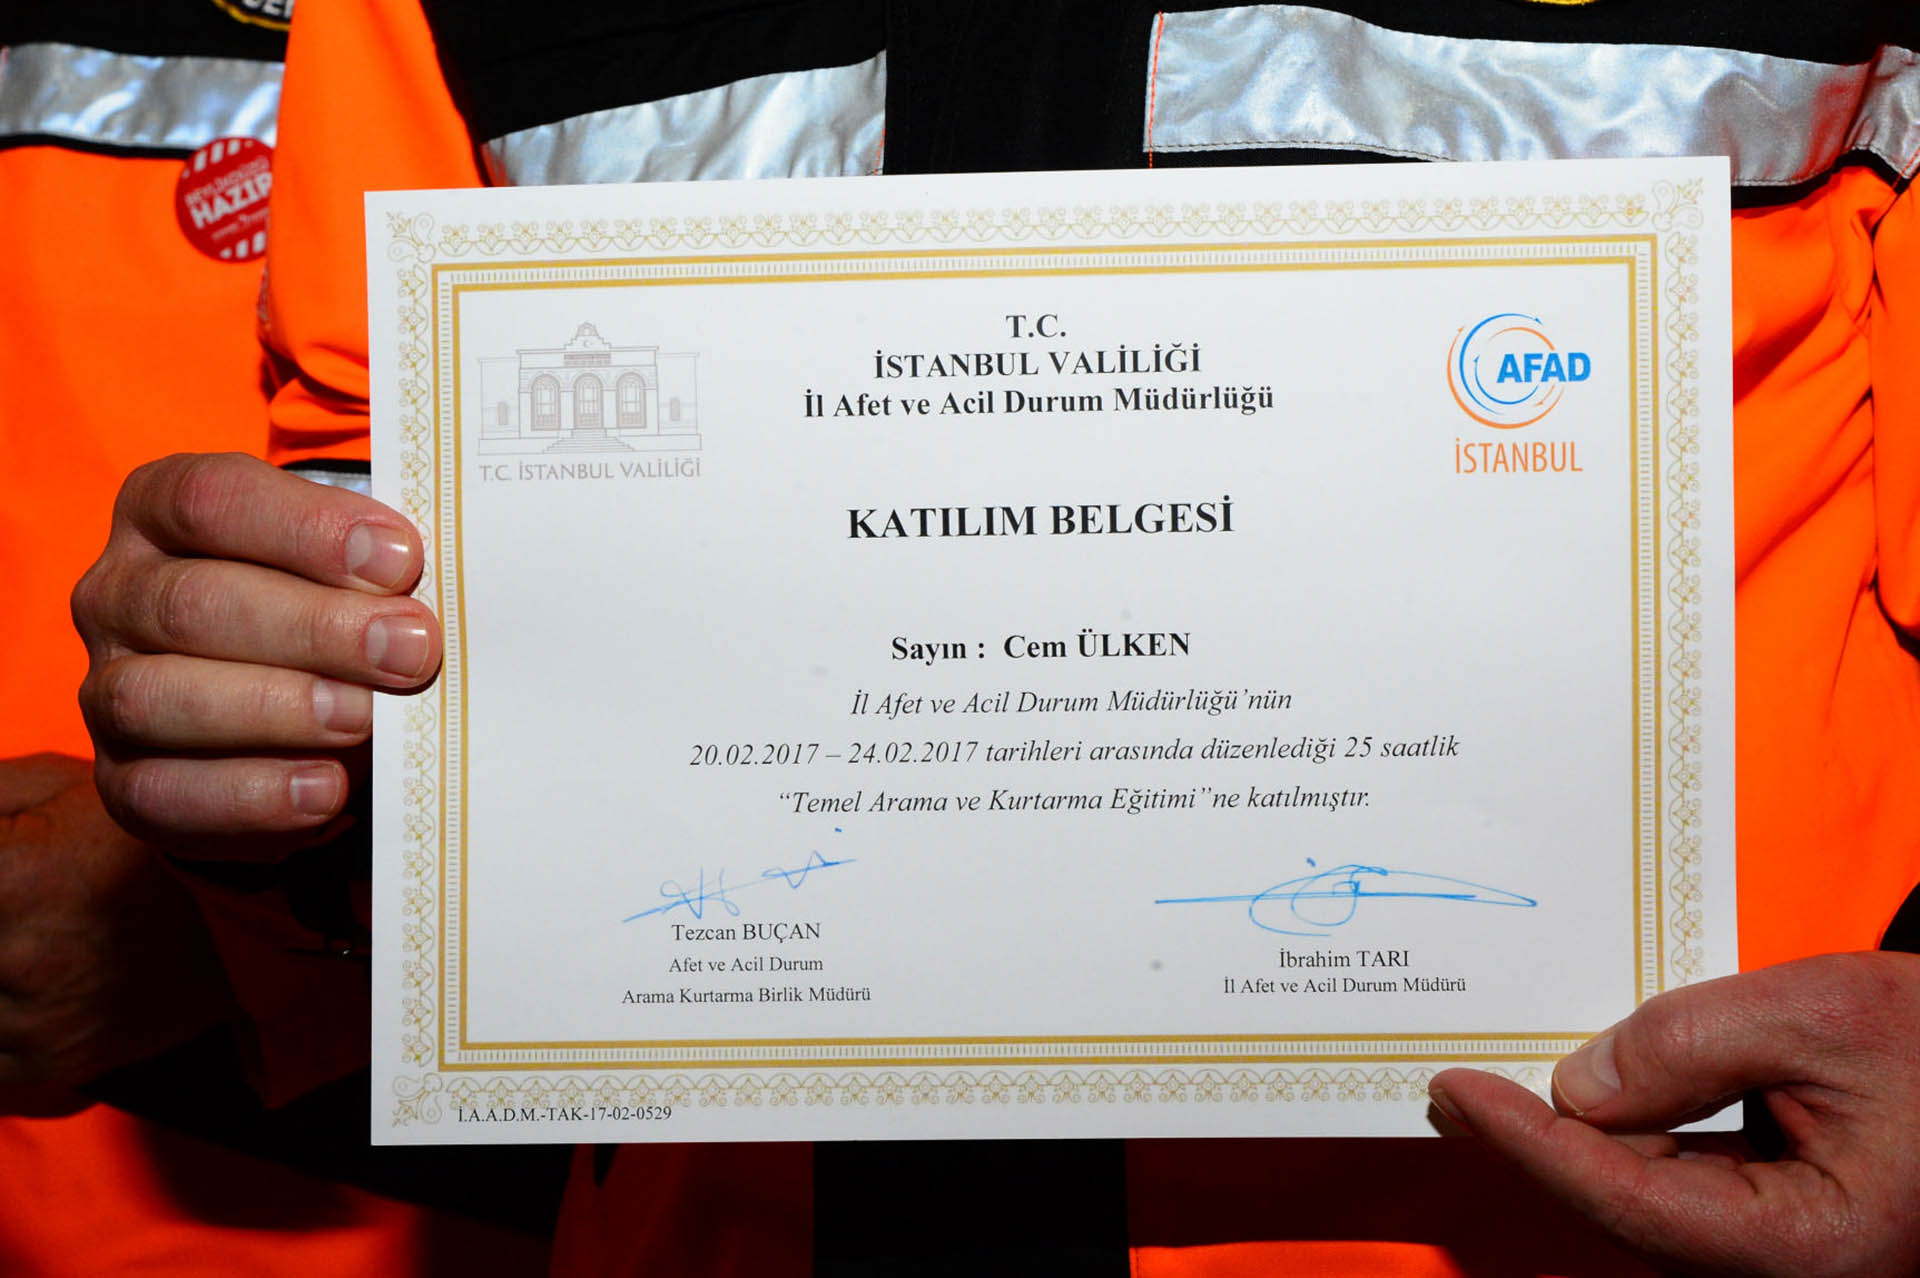 HAZIR
T.C.
İSTANBUL VALİLİĞİ
İl Afet ve Acil Durum Müdürlüğü
T.C. İSTANBUL VALİLİĞİ
AFAD
İSTANBUL
KATILIM BELGESİ
Sayın : Cem ÜLKEN
İl Afet ve Acil Durum Müdürlüğü’nün
20.02.2017 – 24.02.2017 tarihleri arasında düzenlediği 25 saatlik
“Temel Arama ve Kurtarma Eğitimi”ne katılmıştır.
Tezcan BUÇAN
Afet ve Acil Durum
Arama Kurtarma Birlik Müdürü
İbrahim TARI
İl Afet ve Acil Durum Müdürü
İ.A.A.D.M.-TAK-17-02-0529